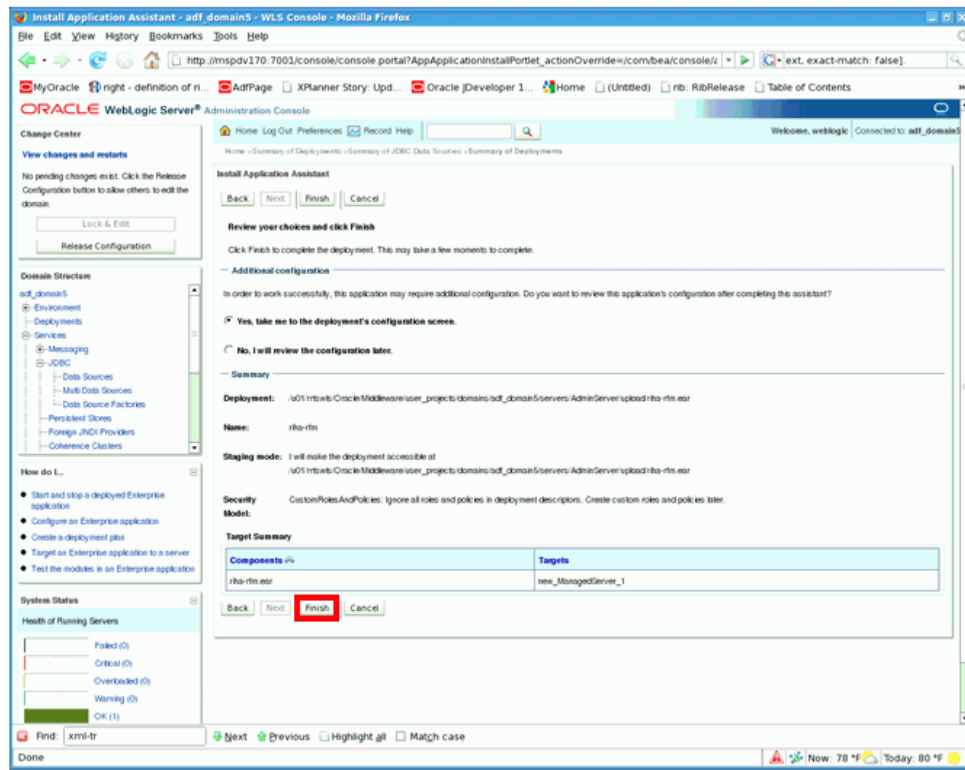 Install Application Assistant - adf_domain5 - WLS Console - Mozilla Firefox
File Edit View History Bookmarks Tools Help
http://mspdv170:7001/console/console.portal?AppApplicationInstallPortlet_actionOverride=/com/bea/console/a
ext, exact-match: false].
MyOracle right - definition of ri... AdfPage XPlanner Story: Upd... Oracle JDeveloper 1... Home (Untitled) rib: RibRelease Table of Contents »
ORACLE WebLogic Server® Administration Console
Change Center
View changes and restarts
No pending changes exist. Click the Release
Configuration button to allow others to edit the
domain.
Lock & Edit
Release Configuration
Domain Structure
adf_domain5
Environment
Deployments
Services
Messaging
JDBC
Data Sources
Multi Data Sources
Data Source Factories
Persistent Stores
Foreign JNDI Providers
Coherence Clusters
How do I...
Start and stop a deployed Enterprise
application
Configure an Enterprise application
Create a deployment plan
Target an Enterprise application to a server
Test the modules in an Enterprise application
System Status
Health of Running Servers
Failed (0)
Critical (0)
Overloaded (0)
Warning (0)
OK (1)
Home Log Out Preferences Record Help
Welcome, weblogic Connected to: adf_domain5
Home >Summary of Deployments >Summary of JDBC Data Sources >Summary of Deployments
Install Application Assistant
Back Next Finish Cancel
Review your choices and click Finish
Click Finish to complete the deployment. This may take a few moments to complete.
Additional configuration
In order to work successfully, this application may require additional configuration. Do you want to review this application's configuration after completing this assistant?
Yes, take me to the deployment's configuration screen.
No, I will review the configuration later.
Summary
Deployment: /u01/rrtswls/Oracle/Middleware/user_projects/domains/adf_domain5/servers/AdminServer/upload/riha-rfm.ear
Name: riha-rfm
Staging mode: I will make the deployment accessible at
/u01/rrtswls/Oracle/Middleware/user_projects/domains/adf_domain5/servers/AdminServer/upload/riha-rfm.ear
Security CustomRolesAndPolicies: Ignore all roles and policies in deployment descriptors. Create custom roles and policies later.
Model:
Target Summary
Components Targets
riha-rfm.ear new_ManagedServer_1
Back Next Finish Cancel
Find: xml-tr Next Previous Highlight all Match case
Done Now: 78 °F Today: 80 °F